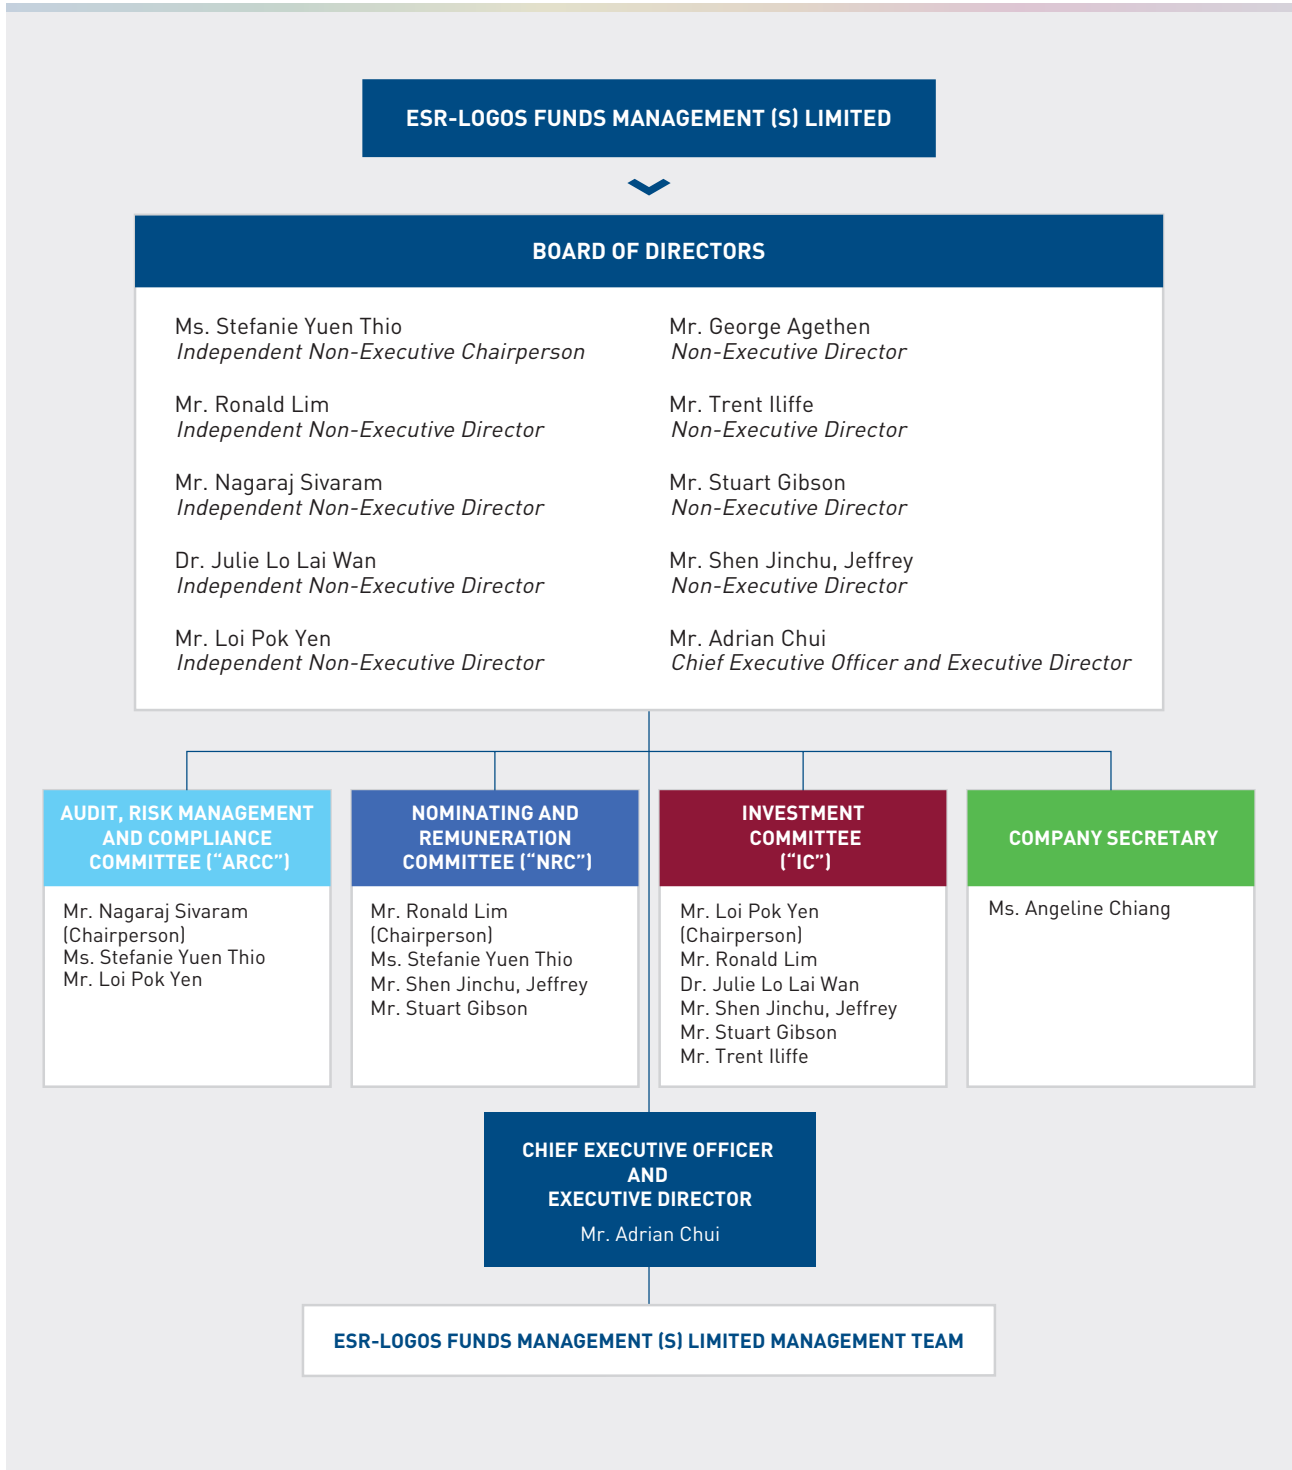 ESR-LOGOS FUNDS MANAGEMENT (S) LIMITED
BOARD OF DIRECTORS
Ms. Stefanie Yuen Thio
Independent Non-Executive Chairperson
Mr. Ronald Lim
Independent Non-Executive Director
Mr. Nagaraj Sivaram
Independent Non-Executive Director
Dr. Julie Lo Lai Wan
Independent Non-Executive Director
Mr. Loi Pok Yen
Independent Non-Executive Director
Mr. George Agethen
Non-Executive Director
Mr. Trent Iliffe
Non-Executive Director
Mr. Stuart Gibson
Non-Executive Director
Mr. Shen Jinchu, Jeffrey
Non-Executive Director
Mr. Adrian Chui
Chief Executive Officer and Executive Director
AUDIT, RISK MANAGEMENT
AND COMPLIANCE
COMMITTEE (“ARCC”)
Mr. Nagaraj Sivaram
(Chairperson)
Ms. Stefanie Yuen Thio
Mr. Loi Pok Yen
NOMINATING AND
REMUNERATION
COMMITTEE (“NRC”)
Mr. Ronald Lim
(Chairperson)
Ms. Stefanie Yuen Thio
Mr. Shen Jinchu, Jeffrey
Mr. Stuart Gibson
INVESTMENT
COMMITTEE
(“IC”)
Mr. Loi Pok Yen
(Chairperson)
Mr. Ronald Lim
Dr. Julie Lo Lai Wan
Mr. Shen Jinchu, Jeffrey
Mr. Stuart Gibson
Mr. Trent Iliffe
COMPANY SECRETARY
Ms. Angeline Chiang
CHIEF EXECUTIVE OFFICER
AND
EXECUTIVE DIRECTOR
Mr. Adrian Chui
ESR-LOGOS FUNDS MANAGEMENT (S) LIMITED MANAGEMENT TEAM